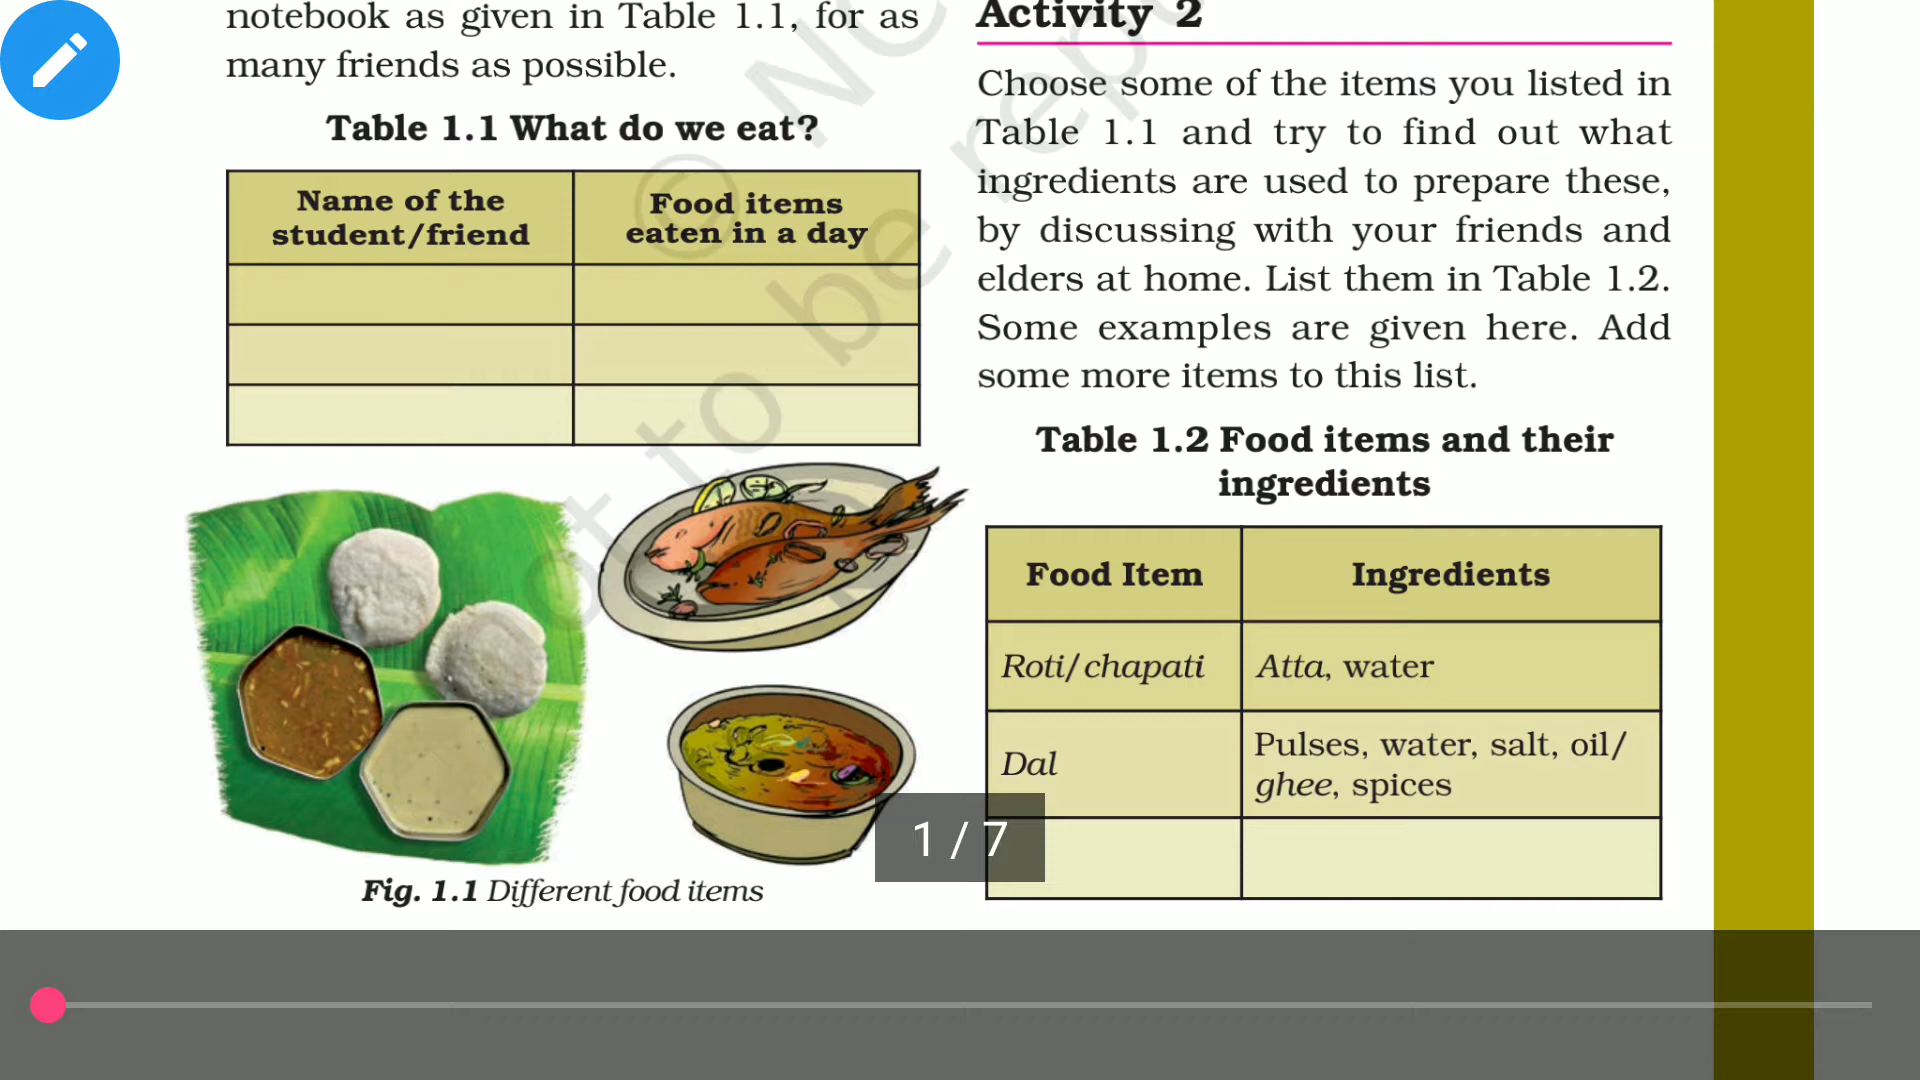 notebook as given in Table 1.1, for as
many friends as possible.
Table 1.1 What do we eat?
Name of the
student/friend
Food items
eaten in a day
Fig. 1.1 Different food items
Activity 2
Choose some of the items you listed in
Table 1.1 and try to find out what
ingredients are used to prepare these,
by discussing with your friends and
elders at home. List them in Table 1.2.
Some examples are given here. Add
some more items to this list.
Table 1.2 Food items and their
ingredients
Food Item
Ingredients
Roti/chapati
Atta, water
Dal
Pulses, water, salt, oil/
ghee, spices
1 / 7